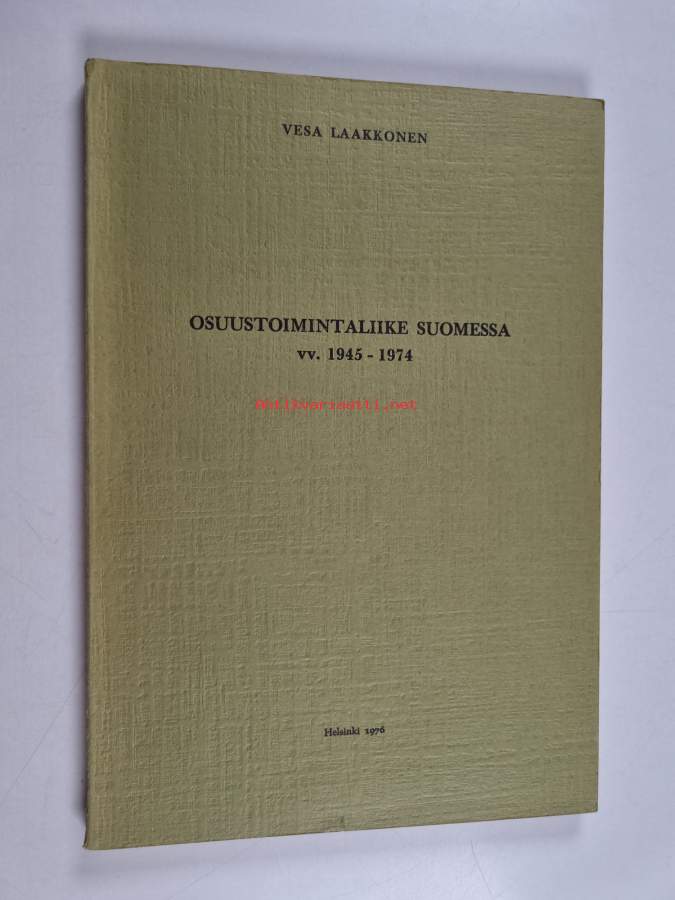 VESA LAAKKONEN
OSUUSTOIMINTALIIKE SUOMESSA
vv. 1945 - 1974
Antikvariaatti.net
Helsinki 1976